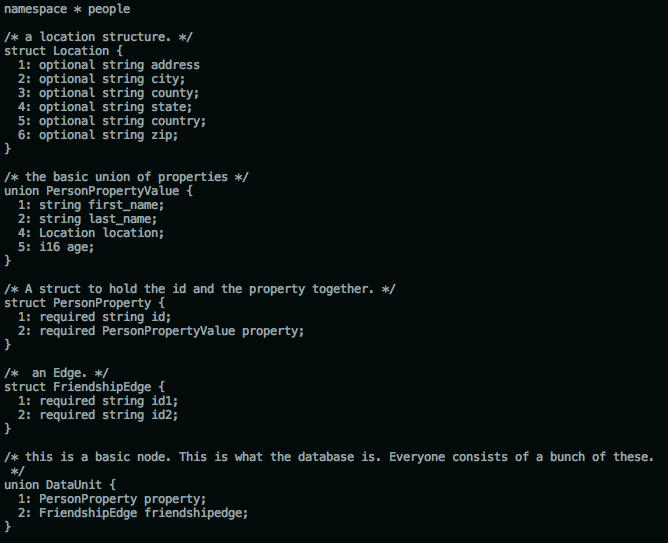 namespace * people

/* a location structure. */
struct Location {
  1: optional string address
  2: optional string city;
  3: optional string county;
  4: optional string state;
  5: optional string country;
  6: optional string zip;
}

/* the basic union of properties */
union PersonPropertyValue {
  1: string first_name;
  2: string last_name;
  4: Location location;
  5: i16 age;
}

/* A struct to hold the id and the property together. */
struct PersonProperty {
  1: required string id;
  2: required PersonPropertyValue property;
}

/*  an Edge. */
struct FriendshipEdge {
  1: required string id1;
  2: required string id2;
}

/* this is a basic node. This is what the database is. Everyone consists of a bunch of these.
 */
union DataUnit {
  1: PersonProperty property;
  2: FriendshipEdge friendshipedge;
}